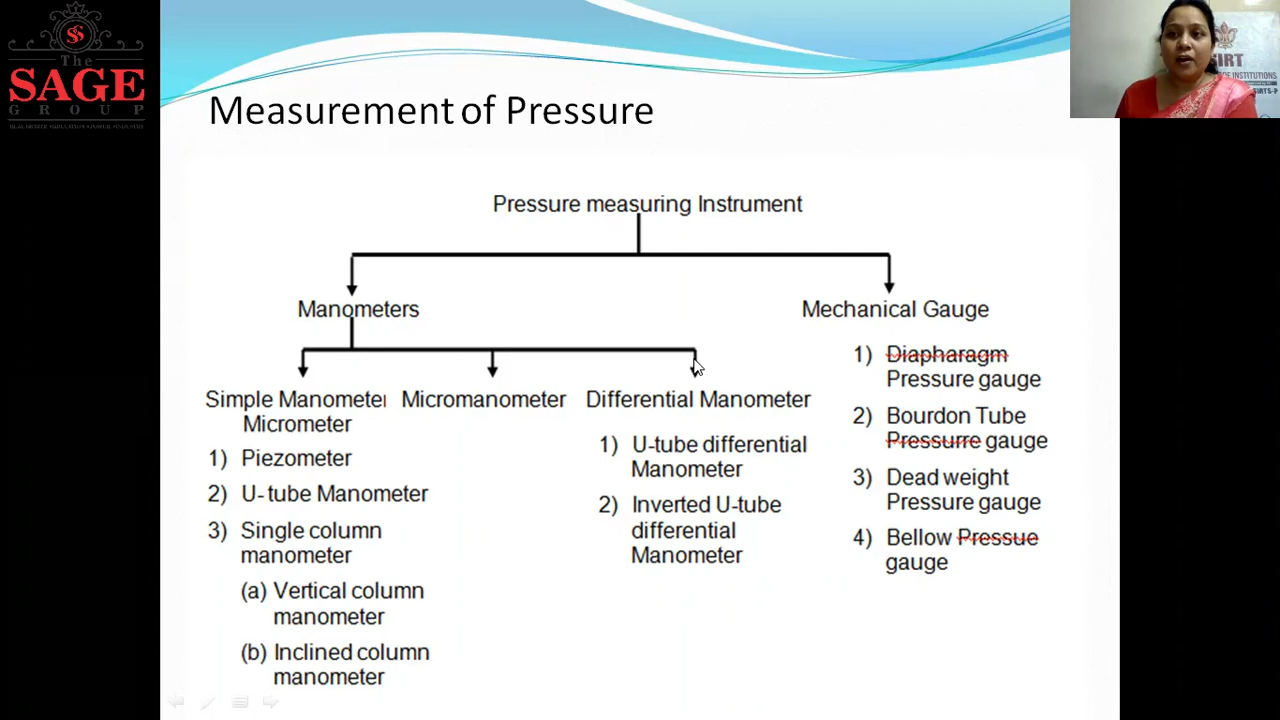 The
SAGE
GROUP
Measurement of Pressure
SIRT
INSTITUTIONS
Pressure measuring Instrument
Manometers
Mechanical Gauge
Simple Manometer
Micrometer
1) Piezometer
2) U- tube Manometer
3) Single column
manometer
(a) Vertical column
manometer
(b) Inclined column
manometer
Micromanometer
Differential Manometer
1) U-tube differential
Manometer
2) Inverted U-tube
differential
Manometer
1) Diapharagm
Pressure gauge
2) Bourdon Tube
Pressurre gauge
3) Dead weight
Pressure gauge
4) Bellow Pressue
gauge